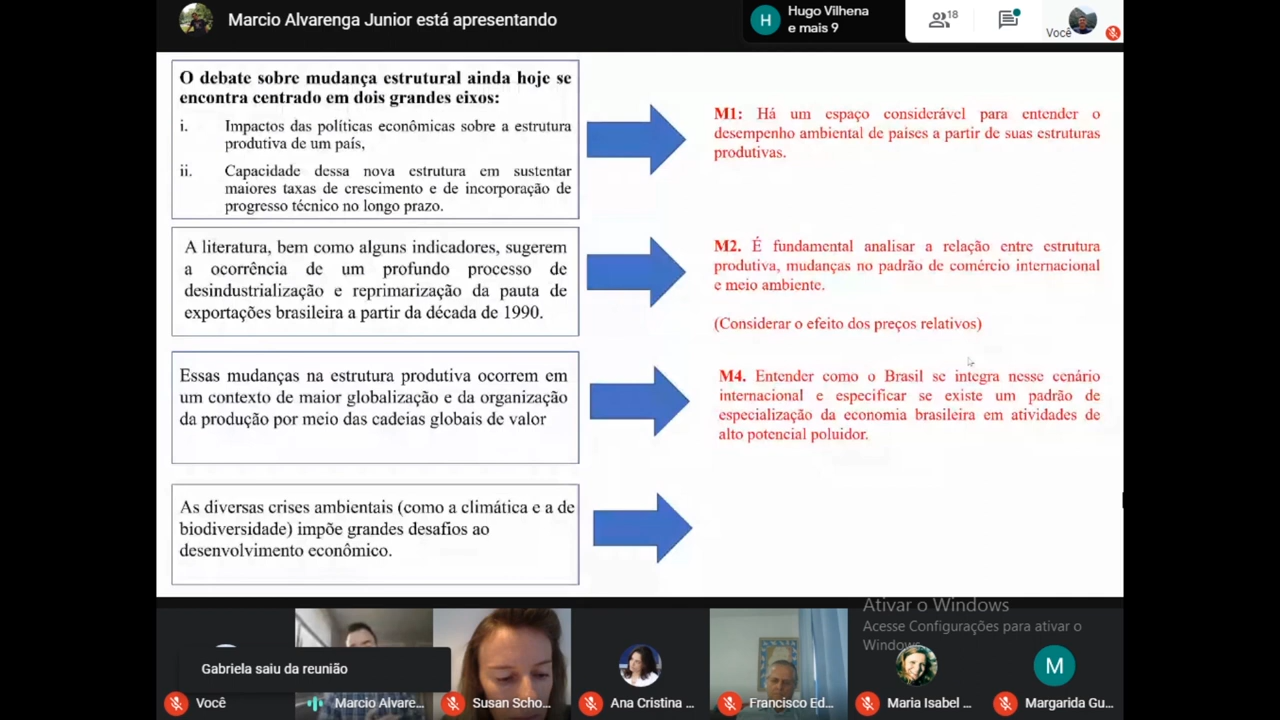 Marcio Alvarenga Junior está apresentando
H
Hugo Vilhena
e mais 9
18
Você
O debate sobre mudança estrutural ainda hoje se
encontra centrado em dois grandes eixos:
i. Impactos das políticas econômicas sobre a estrutura
produtiva de um país,
ii. Capacidade dessa nova estrutura em sustentar
maiores taxas de crescimento e de incorporação de
progresso técnico no longo prazo.
M1: Há um espaço considerável para entender o
desempenho ambiental de países a partir de suas estruturas
produtivas.
A literatura, bem como alguns indicadores, sugerem
a ocorrência de um profundo processo de
desindustrialização e reprimarização da pauta de
exportações brasileira a partir da década de 1990.
M2. É fundamental analisar a relação entre estrutura
produtiva, mudanças no padrão de comércio internacional
e meio ambiente.
(Considerar o efeito dos preços relativos)
Essas mudanças na estrutura produtiva ocorrem em
um contexto de maior globalização e da organização
da produção por meio das cadeias globais de valor
M4. Entender como o Brasil se integra nesse cenário
internacional e especificar se existe um padrão de
especialização da economia brasileira em atividades de
alto potencial poluidor.
As diversas crises ambientais (como a climática e a de
biodiversidade) impõe grandes desafios ao
desenvolvimento econômico.
Ativar o Windows
Acesse Configurações para ativar o
Windows.
Gabriela saiu da reunião
Você
Marcio Alvare...
Susan Scho...
Ana Cristina ...
Francisco Ed...
Maria Isabel ...
M
Margarida Gu...